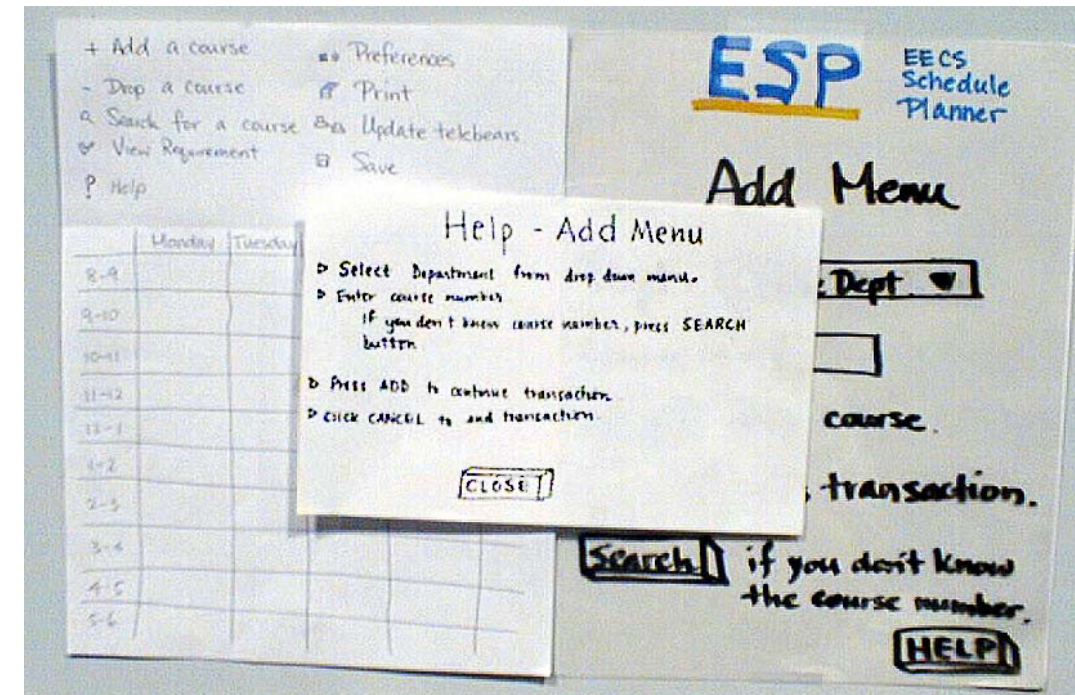 + Add a course
- Drop a course
Search for a course
View Requirement
? Help
Preferences
Print
Update telebears
Save
Monday Tuesday
8-9
9-10
10-11
11-12
12-1
1-2
2-3
3-4
4-5
5-6
Help - Add Menu
Select Department from drop down menu.
Enter course number
if you don't know course number, press SEARCH
button
Press ADD to continue transaction
Click CANCEL to end transaction.
CLOSE
ESP
EECS
Schedule
Planner
Add Menu
Dept.
course.
transaction.
Search if you don't know
the course number.
HELP